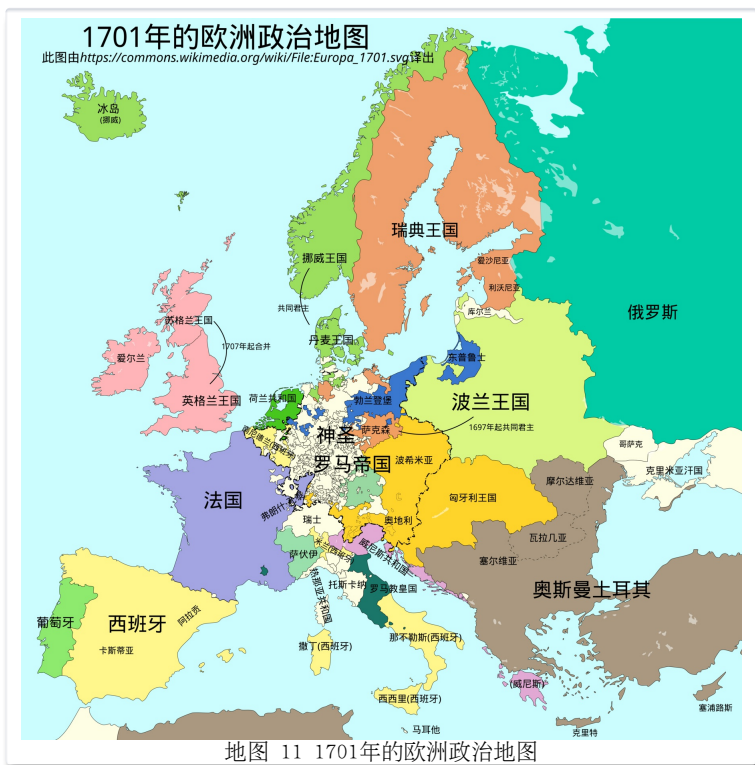 1701年的欧洲政治地图
此图由https://commons.wikimedia.org/wiki/File:Europa_1701.svg译出
冰岛
(挪威)
瑞典王国
挪威王国
爱沙尼亚
利沃尼亚
共同君主
库尔兰
俄罗斯
苏格兰王国
丹麦王国
1707年起合并
爱尔兰
东普鲁士
英格兰王国
荷兰共和国
勃兰登堡
波兰王国
萨克森
1697年起共同君主
神圣
罗马帝国
波希米亚
哥萨克
克里米亚汗国
摩尔达维亚
法国
匈牙利王国
瑞士
奥地利
瓦拉几亚
萨伏伊
米兰(西班牙)
威尼斯共和国
塞尔维亚
热那亚共和国
托斯卡纳
罗马教皇国
奥斯曼土耳其
葡萄牙
西班牙
阿拉贡
卡斯蒂亚
撒丁(西班牙)
那不勒斯(西班牙)
(威尼斯)
西西里(西班牙)
塞浦路斯
马耳他
克里特
地图 11 1701年的欧洲政治地图